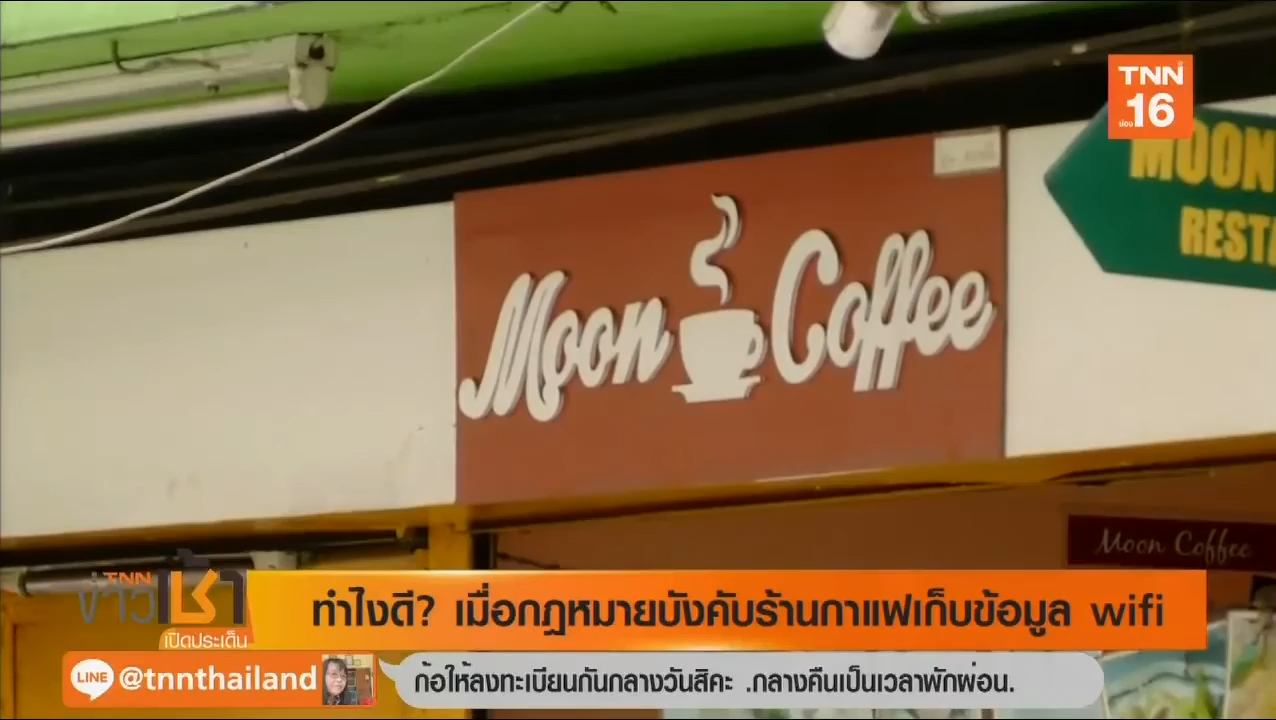 TNN
ช่อง 16
MOON
RESTA
Moon Coffee
Moon Coffee
TNN
ข่าวเช้า
เปิดประเด็น
ทำไงดี? เมื่อกฎหมายบังคับร้านกาแฟเก็บข้อมูล wifi
LINE @tnnthailand
ก้อให้ลงทะเบียนกันกลางวันสิคะ .กลางคืนเป็นเวลาพักผ่อน.